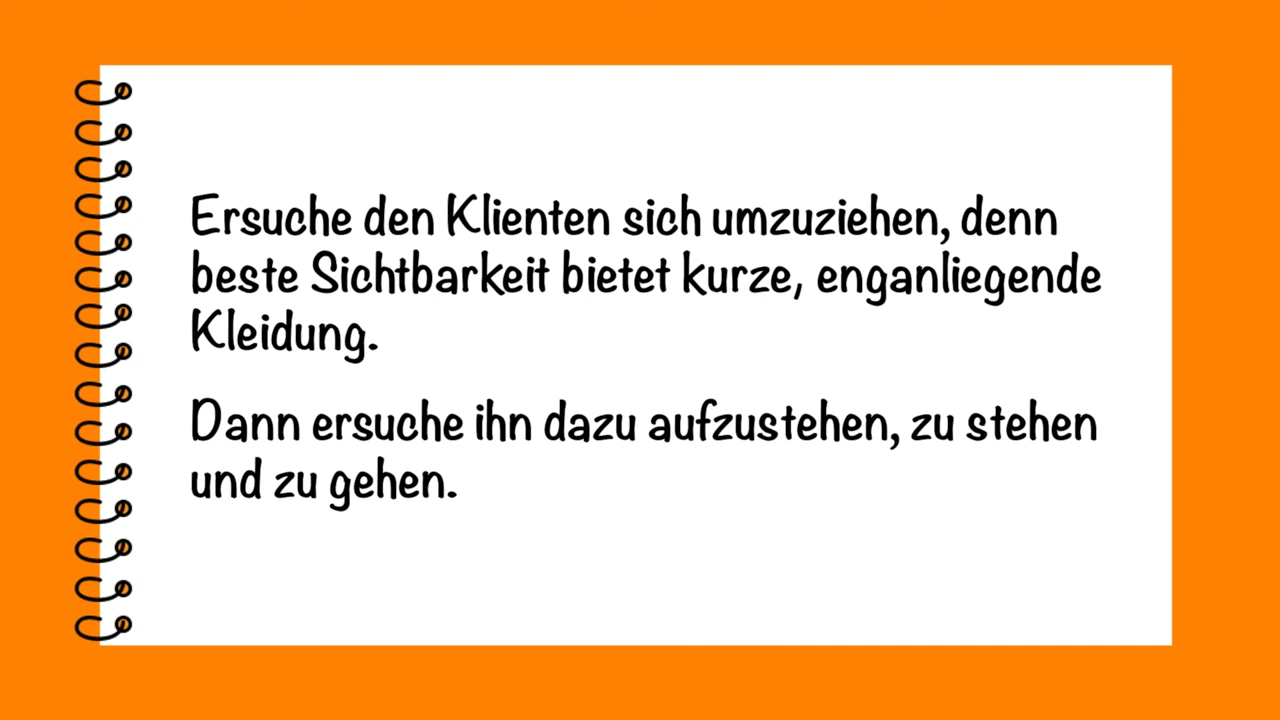 Ersuche den Klienten sich umzuziehen, denn
beste Sichtbarkeit bietet kurze, enganliegende
Kleidung.
Dann ersuche ihn dazu aufzustehen, zu stehen
und zu gehen.